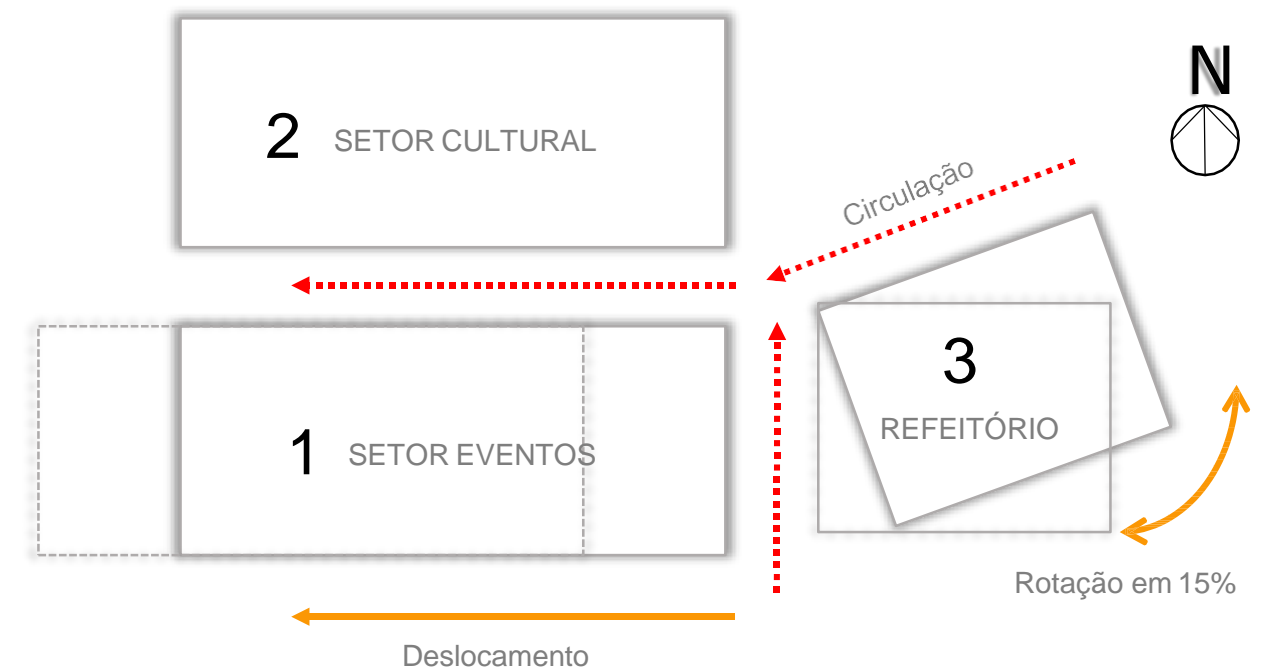 N
2 SETOR CULTURAL
Circulação
3
REFEITÓRIO
1 SETOR EVENTOS
Rotação em 15%
Deslocamento